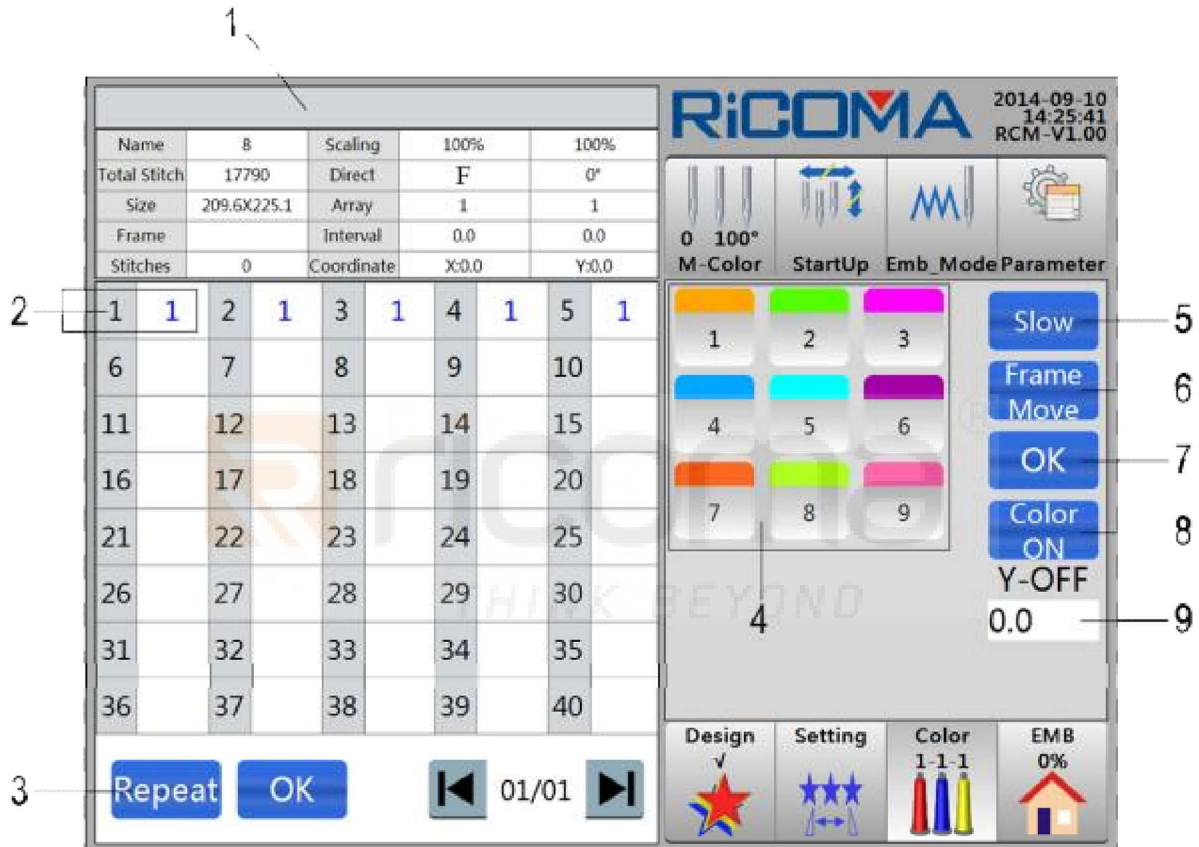 1
RiCOMA
2014-09-10
14:25:41
RCM-V1.00
Name 8 Scaling 100% 100%
Total Stitch 17790 Direct F 0°
Size 209.6X225.1 Array 1 1
Frame Interval 0.0 0.0
Stitches 0 Coordinate X:0.0 Y:0.0
0 100°
M-Color StartUp Emb_Mode Parameter
2
1 1 2 1 3 1 4 1 5 1
6 7 8 9 10
11 12 13 14 15
16 17 18 19 20
21 22 23 24 25
26 27 28 29 30
31 32 33 34 35
36 37 38 39 40
1 2 3
4 5 6
7 8 9
4
Slow 5
Frame
Move 6
OK 7
Color
ON 8
Y-OFF
0.0 9
ricoma ®
THINK BEYOND
3 Repeat OK 01/01
Design Setting Color EMB
√ 1-1-1 0%